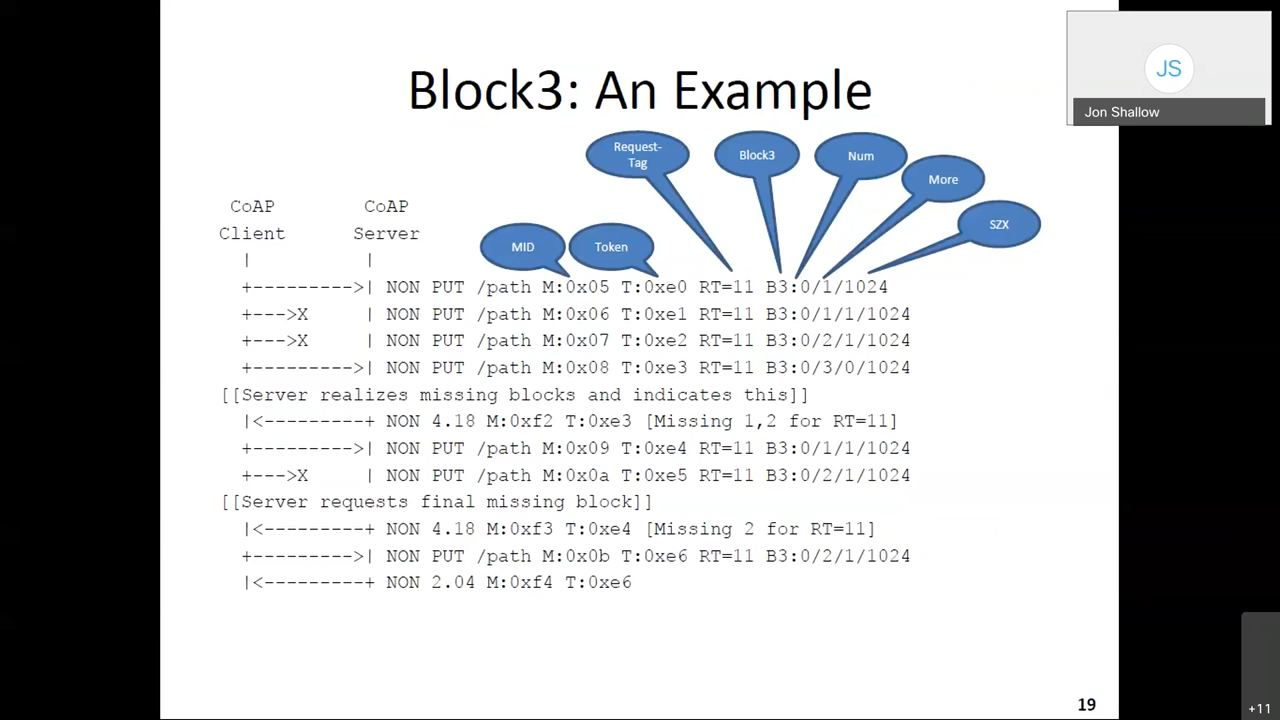 JS
Jon Shallow
Block3: An Example
Request-
Tag
Block3
Num
More
SZX
MID
Token
CoAP CoAP
Client Server
| |
+--------->| NON PUT /path M:0x05 T:0xe0 RT=11 B3:0/1/1024
+--->X | NON PUT /path M:0x06 T:0xe1 RT=11 B3:0/1/1/1024
+--->X | NON PUT /path M:0x07 T:0xe2 RT=11 B3:0/2/1/1024
+--------->| NON PUT /path M:0x08 T:0xe3 RT=11 B3:0/3/0/1024
[[Server realizes missing blocks and indicates this]]
|<---------+ NON 4.18 M:0xf2 T:0xe3 [Missing 1,2 for RT=11]
+--------->| NON PUT /path M:0x09 T:0xe4 RT=11 B3:0/1/1/1024
+--->X | NON PUT /path M:0x0a T:0xe5 RT=11 B3:0/2/1/1024
[[Server requests final missing block]]
|<---------+ NON 4.18 M:0xf3 T:0xe4 [Missing 2 for RT=11]
+--------->| NON PUT /path M:0x0b T:0xe6 RT=11 B3:0/2/1/1024
|<---------+ NON 2.04 M:0xf4 T:0xe6
19
+11